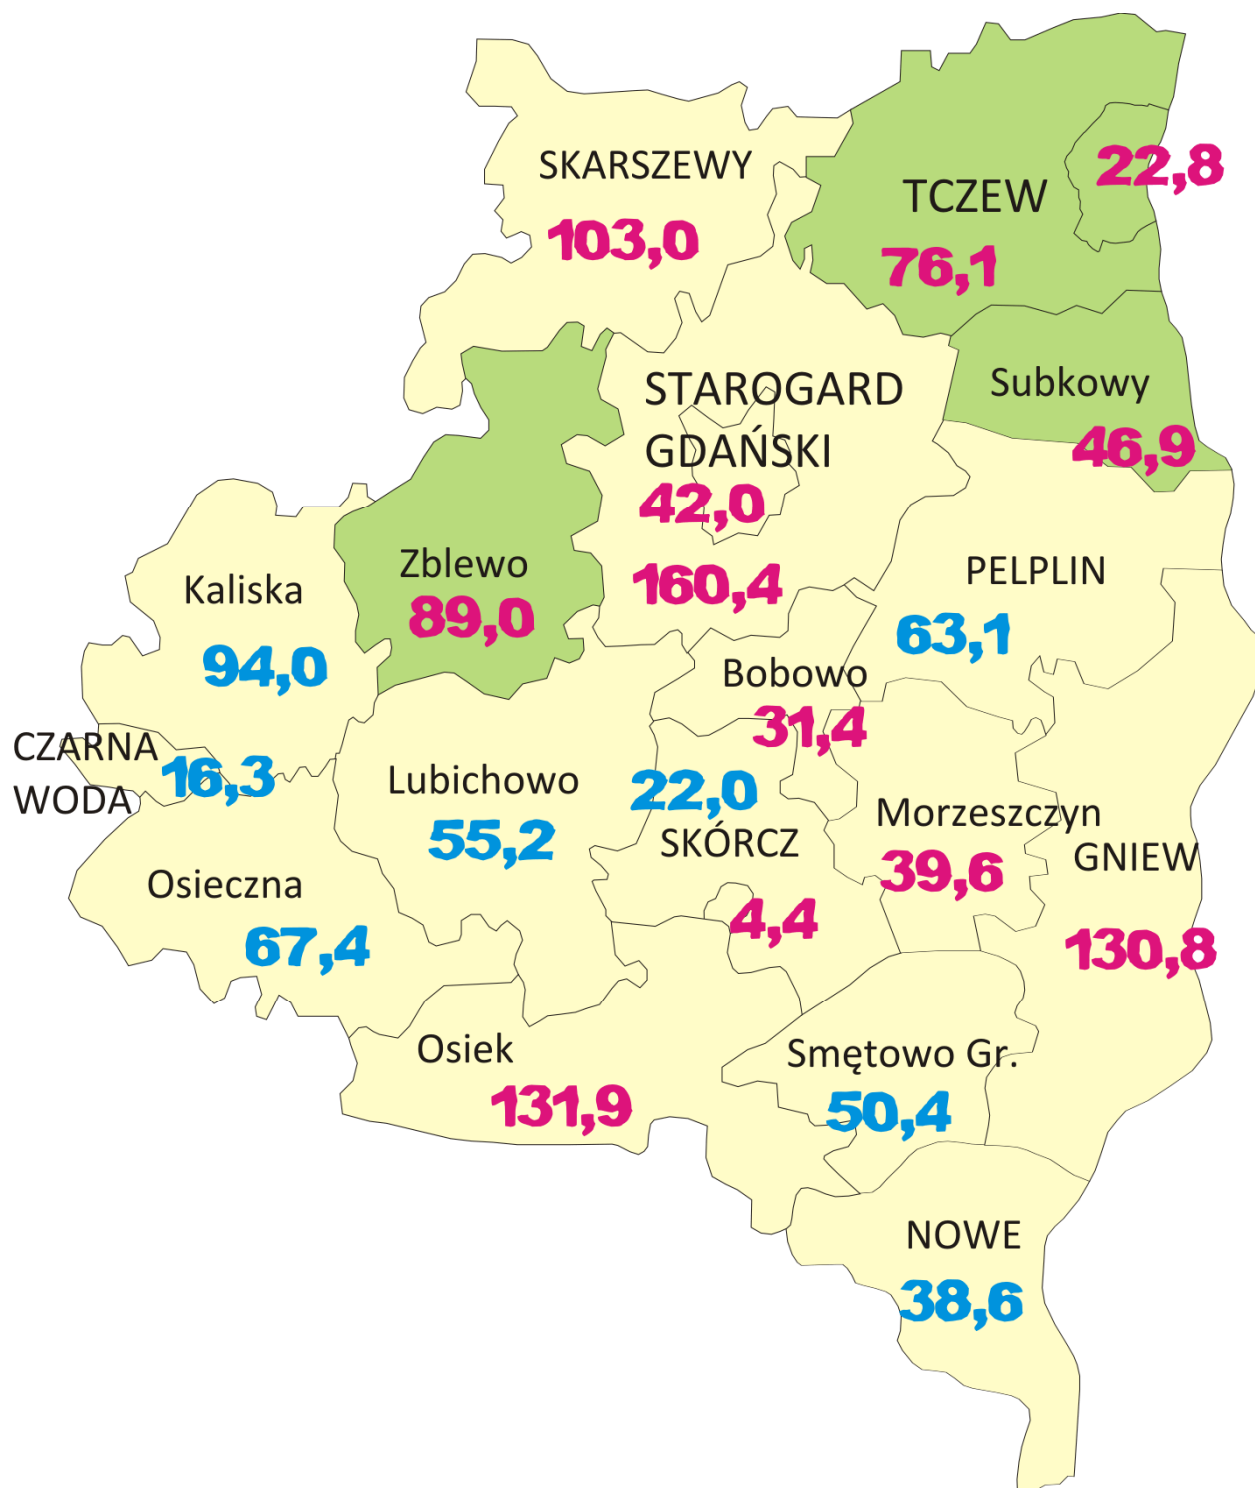 SKARSZEWY
103,0
TCZEW
22,8
76,1
Subkowy
46,9
STAROGARD
GDAŃSKI
42,0
160,4
Zblewo
89,0
Kaliska
94,0
PELPLIN
63,1
Bobowo
31,4
CZARNA
WODA
16,3
Lubichowo
55,2
22,0
SKÓRCZ
4,4
Morzeszczyn
39,6
GNIEW
130,8
Osieczna
67,4
Osiek
131,9
Smętowo Gr.
50,4
NOWE
38,6